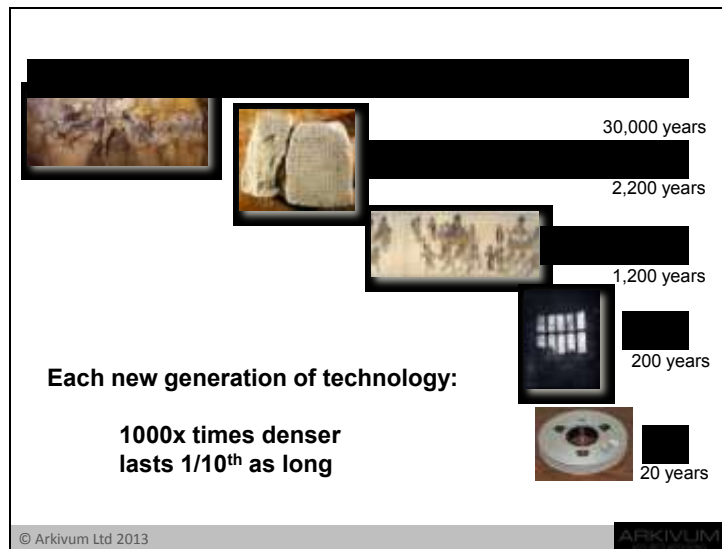 30,000 years
2,200 years
1,200 years
200 years
Each new generation of technology:
1000x times denser
lasts 1/10th as long
20 years
© Arkivum Ltd 2013
ARKIVUM